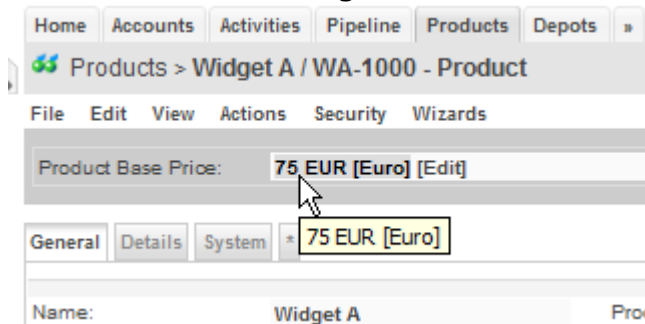 Home Accounts Activities Pipeline Products Depots »
Products > Widget A / WA-1000 - Product
File Edit View Actions Security Wizards
Product Base Price: 75 EUR [Euro] [Edit]
75 EUR [Euro]
General Details System *
Name: Widget A